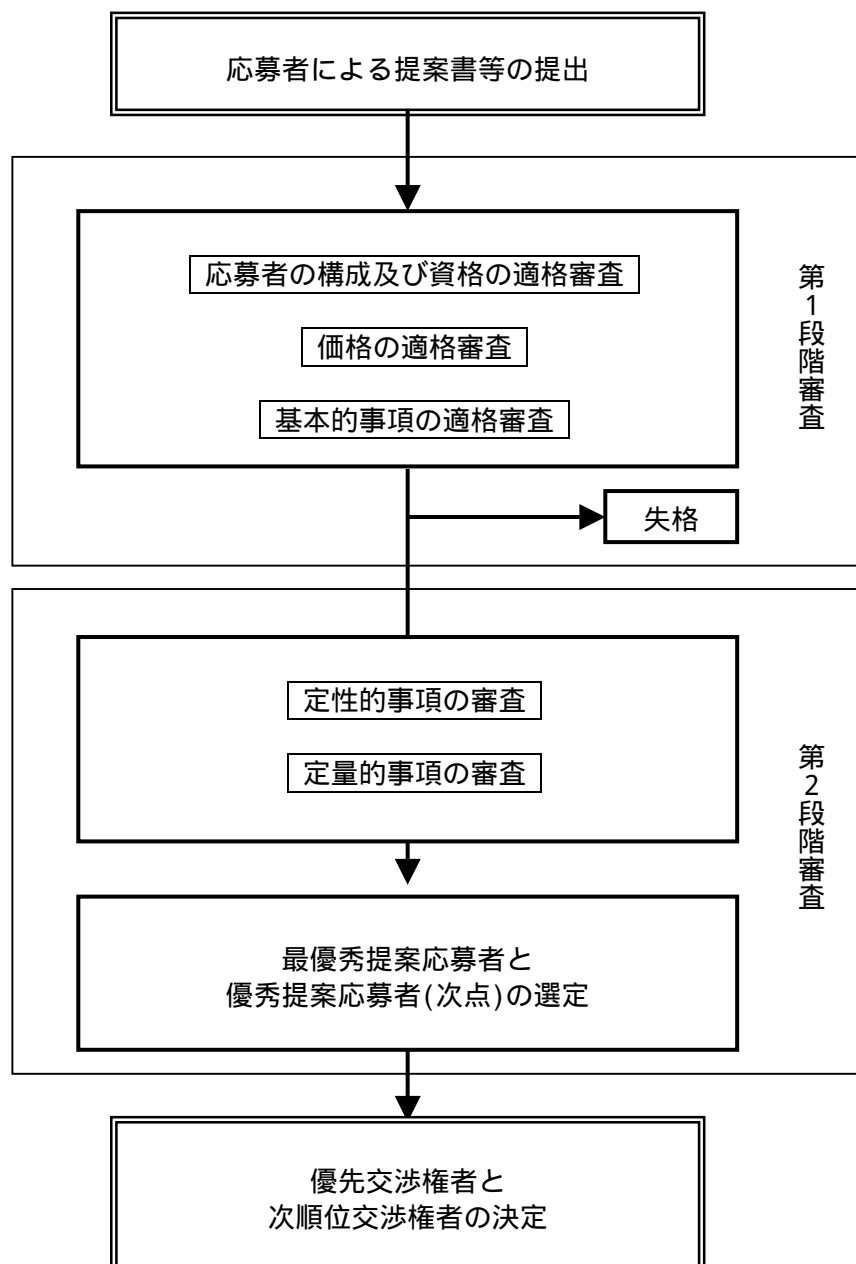 応募者による提案書等の提出
応募者の構成及び資格の適格審査
価格の適格審査
基本的事項の適格審査
第1段階審査
失格
定性的事項の審査
定量的事項の審査
第2段階審査
最優秀提案応募者と
優秀提案応募者(次点)の選定
優先交渉権者と
次順位交渉権者の決定